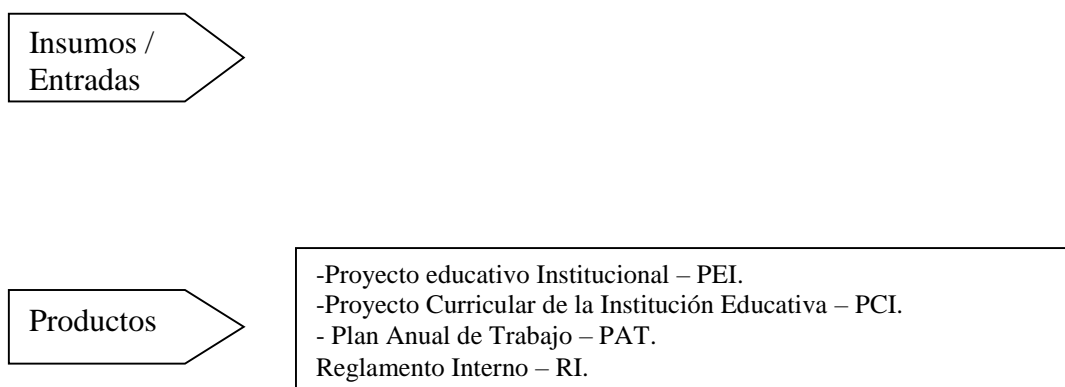 Insumos /
Entradas
-Proyecto educativo Institucional – PEI.
-Proyecto Curricular de la Institución Educativa – PCI.
- Plan Anual de Trabajo – PAT.
Reglamento Interno – RI.
Productos